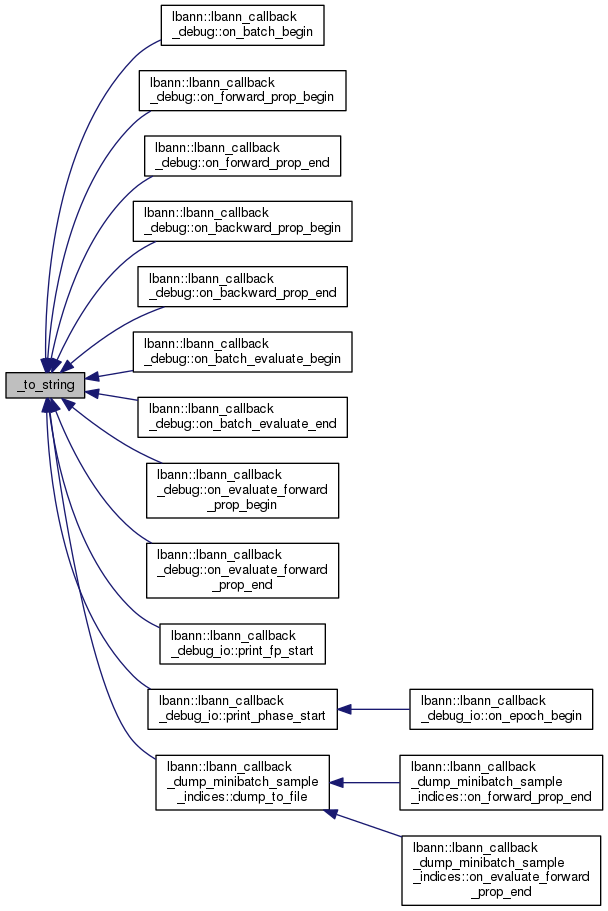 lbann::lbann_callback
_debug::on_batch_begin
lbann::lbann_callback
_debug::on_forward_prop_begin
lbann::lbann_callback
_debug::on_forward_prop_end
lbann::lbann_callback
_debug::on_backward_prop_begin
lbann::lbann_callback
_debug::on_backward_prop_end
lbann::lbann_callback
_debug::on_batch_evaluate_begin
_to_string
lbann::lbann_callback
_debug::on_batch_evaluate_end
lbann::lbann_callback
_debug::on_evaluate_forward
_prop_begin
lbann::lbann_callback
_debug::on_evaluate_forward
_prop_end
lbann::lbann_callback
_debug_io::print_fp_start
lbann::lbann_callback
_debug_io::print_phase_start
lbann::lbann_callback
_debug_io::on_epoch_begin
lbann::lbann_callback
_dump_minibatch_sample
_indices::dump_to_file
lbann::lbann_callback
_dump_minibatch_sample
_indices::on_forward_prop_end
lbann::lbann_callback
_dump_minibatch_sample
_indices::on_evaluate_forward
_prop_end